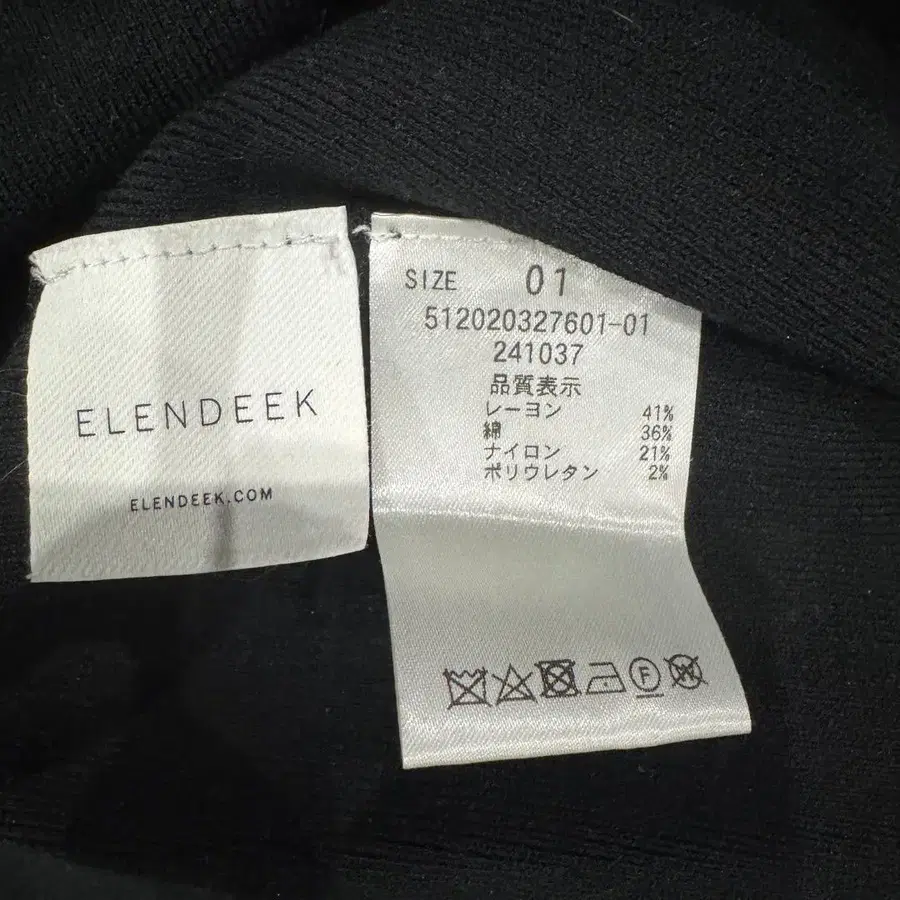 ELENDEEK
ELENDEEK.COM
SIZE 01
512020327601-01
241037
品質表示
レーヨン 41%
綿 36%
ナイロン 21%
ポリウレタン 2%
F
W